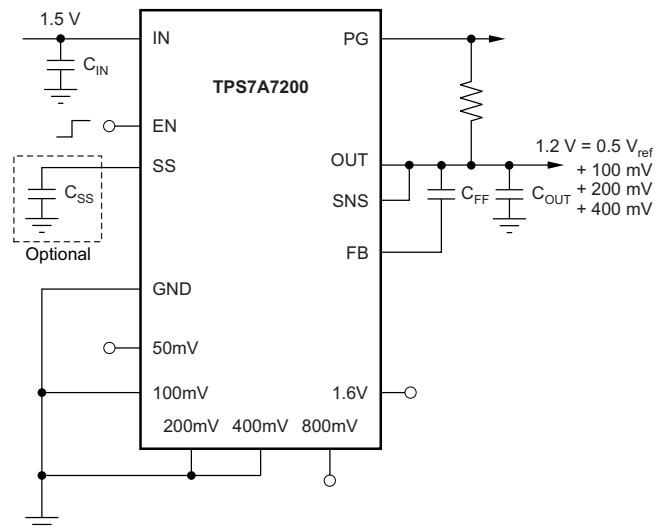 1.5 V
IN
PG
C_IN
TPS7A7200
EN
SS
OUT
1.2 V = 0.5 V_ref
+ 100 mV
+ 200 mV
+ 400 mV
C_SS
SNS
C_FF
C_OUT
Optional
FB
GND
50mV
100mV
1.6V
200mV 400mV 800mV